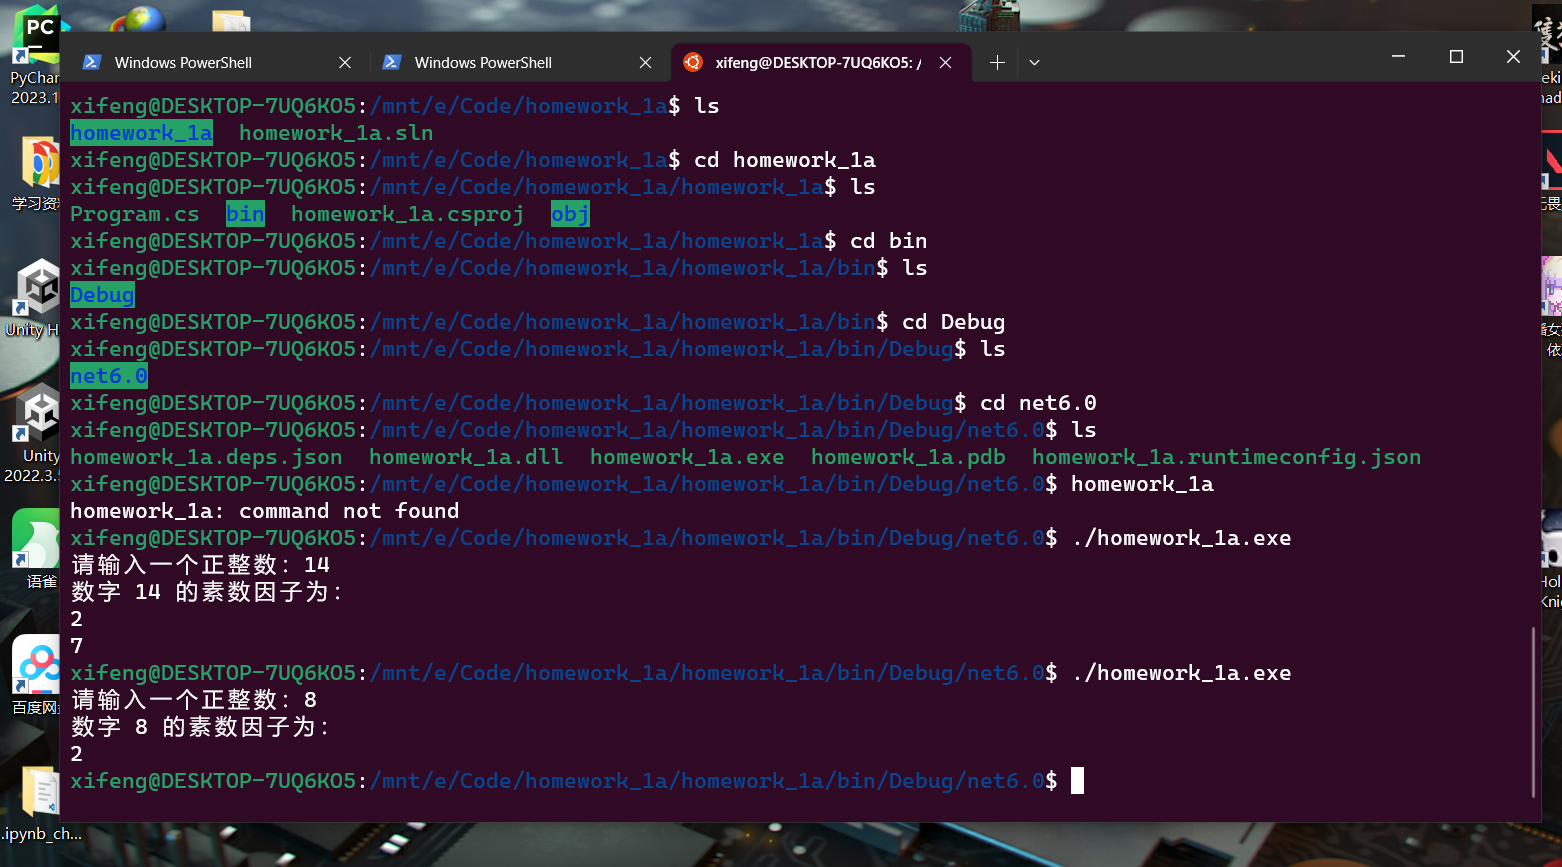 PC
PyChar
2023.1
学习资
Unity H
Unity
2022.3.5
语雀
百度网
.ipynb_ch...
Windows PowerShell
Windows PowerShell
xifeng@DESKTOP-7UQ6KO5: /
xifeng@DESKTOP-7UQ6KO5:/mnt/e/Code/homework_1a$ ls
homework_1a homework_1a.sln
xifeng@DESKTOP-7UQ6KO5:/mnt/e/Code/homework_1a$ cd homework_1a
xifeng@DESKTOP-7UQ6KO5:/mnt/e/Code/homework_1a/homework_1a$ ls
Program.cs bin homework_1a.csproj obj
xifeng@DESKTOP-7UQ6KO5:/mnt/e/Code/homework_1a/homework_1a$ cd bin
xifeng@DESKTOP-7UQ6KO5:/mnt/e/Code/homework_1a/homework_1a/bin$ ls
Debug
xifeng@DESKTOP-7UQ6KO5:/mnt/e/Code/homework_1a/homework_1a/bin$ cd Debug
xifeng@DESKTOP-7UQ6KO5:/mnt/e/Code/homework_1a/homework_1a/bin/Debug$ ls
net6.0
xifeng@DESKTOP-7UQ6KO5:/mnt/e/Code/homework_1a/homework_1a/bin/Debug$ cd net6.0
xifeng@DESKTOP-7UQ6KO5:/mnt/e/Code/homework_1a/homework_1a/bin/Debug/net6.0$ ls
homework_1a.deps.json homework_1a.dll homework_1a.exe homework_1a.pdb homework_1a.runtimeconfig.json
xifeng@DESKTOP-7UQ6KO5:/mnt/e/Code/homework_1a/homework_1a/bin/Debug/net6.0$ homework_1a
homework_1a: command not found
xifeng@DESKTOP-7UQ6KO5:/mnt/e/Code/homework_1a/homework_1a/bin/Debug/net6.0$ ./homework_1a.exe
请输入一个正整数: 14
数字 14 的素数因子为:
2
7
xifeng@DESKTOP-7UQ6KO5:/mnt/e/Code/homework_1a/homework_1a/bin/Debug/net6.0$ ./homework_1a.exe
请输入一个正整数: 8
数字 8 的素数因子为:
2
xifeng@DESKTOP-7UQ6KO5:/mnt/e/Code/homework_1a/homework_1a/bin/Debug/net6.0$
eki
had
畏
女
依
Hol
Kni